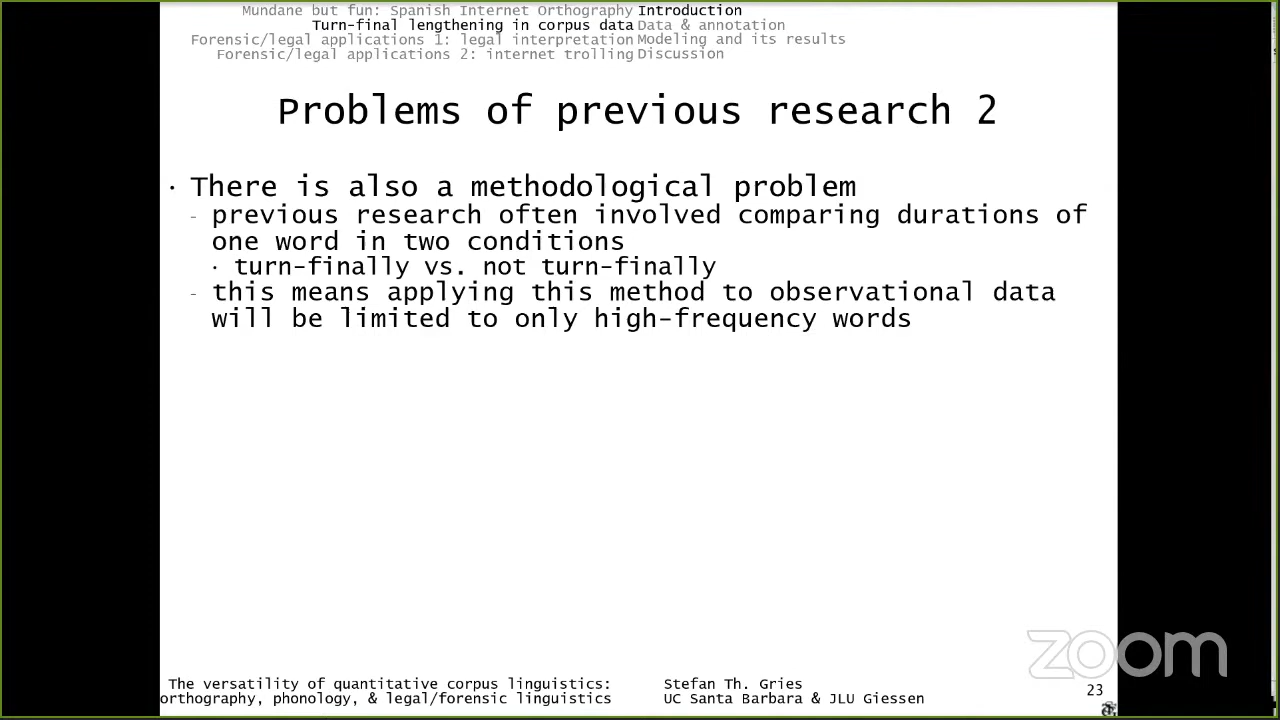 Mundane but fun: Spanish Internet Orthography Introduction
Turn-final lengthening in corpus data Data & annotation
Forensic/legal applications 1: legal interpretation Modeling and its results
Forensic/legal applications 2: internet trolling Discussion
Problems of previous research 2
· There is also a methodological problem
- previous research often involved comparing durations of
one word in two conditions
· turn-finally vs. not turn-finally
- this means applying this method to observational data
will be limited to only high-frequency words
zoom
The versatility of quantitative corpus linguistics: Stefan Th. Gries
orthography, phonology, & legal/forensic linguistics UC Santa Barbara & JLU Giessen
23